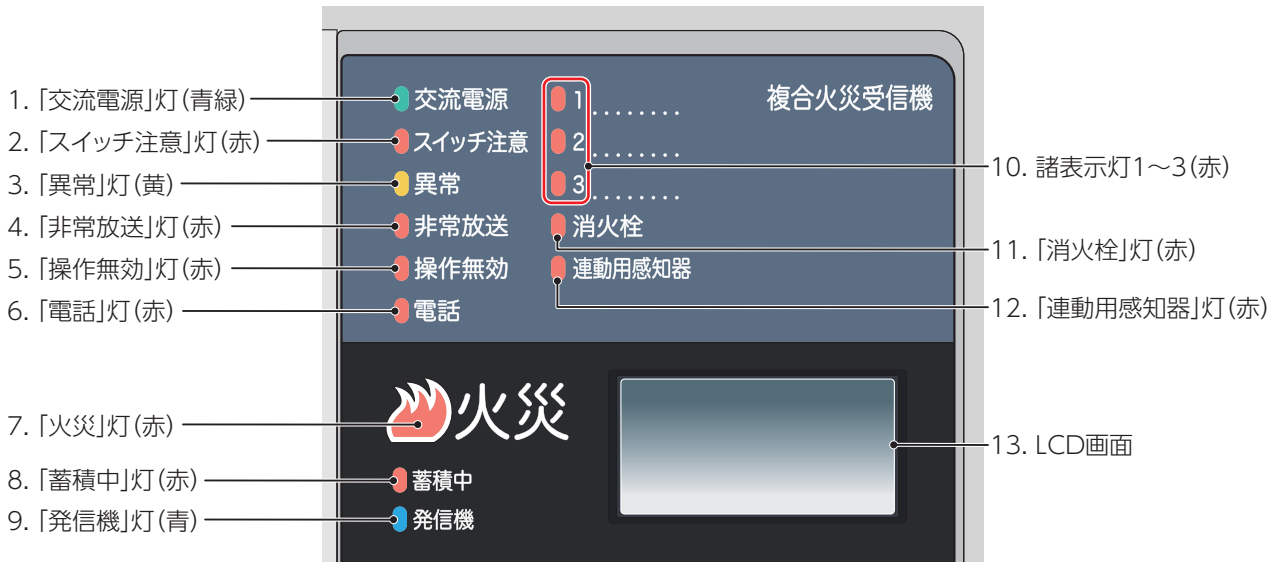 1. 「交流電源」灯(青緑)
2. 「スイッチ注意」灯(赤)
3. 「異常」灯(黄)
4. 「非常放送」灯(赤)
5. 「操作無効」灯(赤)
6. 「電話」灯(赤)
7. 「火災」灯(赤)
8. 「蓄積中」灯(赤)
9. 「発信機」灯(青)
交流電源
スイッチ注意
異常
非常放送
操作無効
電話
1 ........
2 ........
3 ........
消火栓
連動用感知器
複合火災受信機
火災
蓄積中
発信機
10. 諸表示灯1～3(赤)
11. 「消火栓」灯(赤)
12. 「連動用感知器」灯(赤)
13. LCD画面